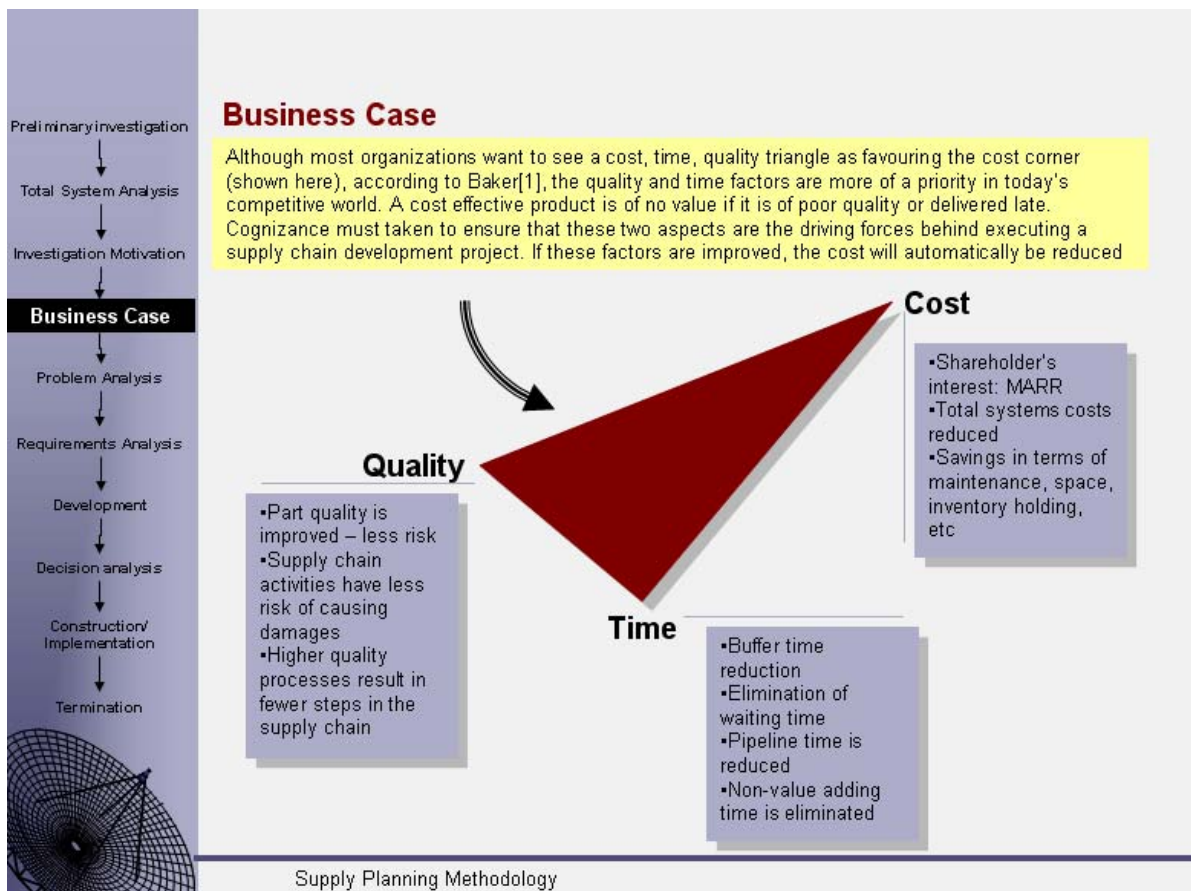 Preliminary investigation
Total System Analysis
Investigation Motivation
Business Case
Problem Analysis
Requirements Analysis
Development
Decision analysis
Construction/
Implementation
Termination
Business Case
Although most organizations want to see a cost, time, quality triangle as favouring the cost corner
(shown here), according to Baker[1], the quality and time factors are more of a priority in today's
competitive world. A cost effective product is of no value if it is of poor quality or delivered late.
Cognizance must taken to ensure that these two aspects are the driving forces behind executing a
supply chain development project. If these factors are improved, the cost will automatically be reduced
Cost
▪Shareholder's
interest: MARR
▪Total systems costs
reduced
▪Savings in terms of
maintenance, space,
inventory holding,
etc
Quality
▪Part quality is
improved – less risk
▪Supply chain
activities have less
risk of causing
damages
▪Higher quality
processes result in
fewer steps in the
supply chain
Time
▪Buffer time
reduction
▪Elimination of
waiting time
▪Pipeline time is
reduced
▪Non-value adding
time is eliminated
Supply Planning Methodology